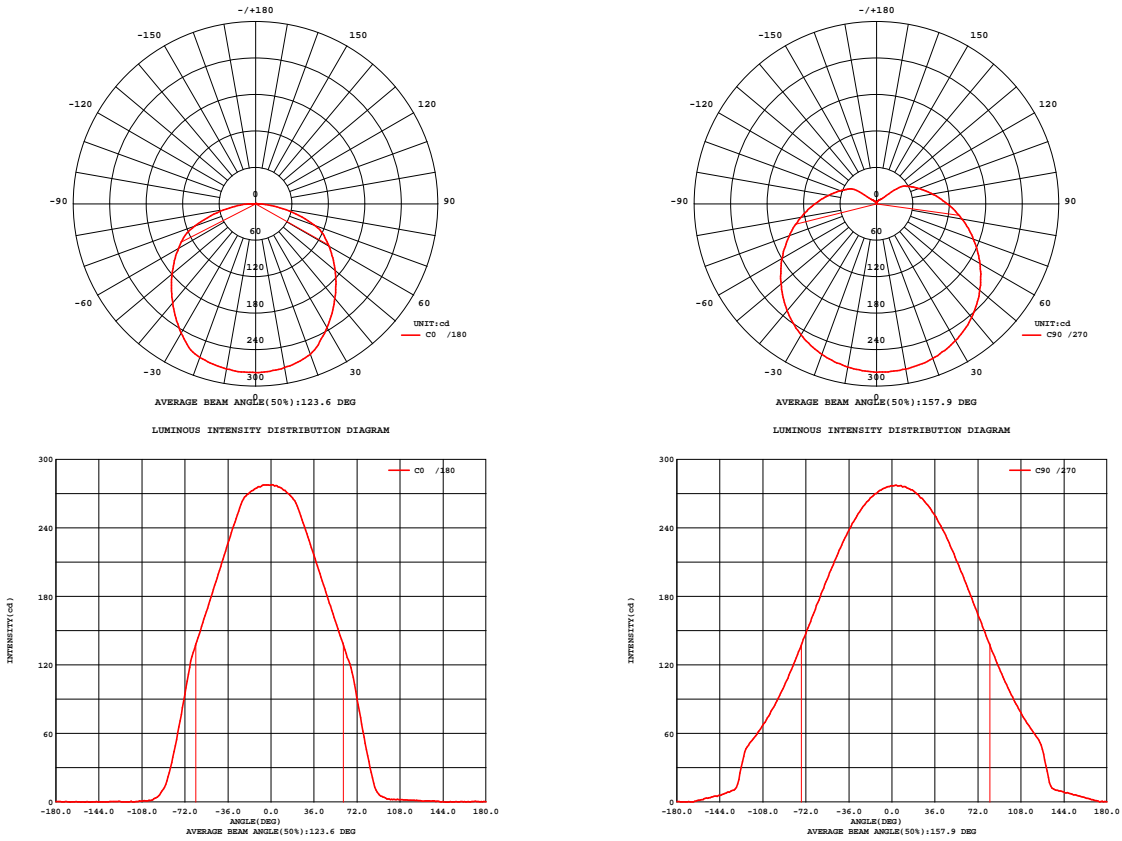 -/+180
-150 150
-120 120
-90 0 90
60
120
-60 60
180
UNIT:cd
C0 /180
240
-30 30
300
0
AVERAGE BEAM ANGLE(50%):123.6 DEG
LUMINOUS INTENSITY DISTRIBUTION DIAGRAM
-/+180
-150 150
-120 120
-90 0 90
60
120
-60 60
180
UNIT:cd
C90 /270
240
-30 30
300
0
AVERAGE BEAM ANGLE(50%):157.9 DEG
LUMINOUS INTENSITY DISTRIBUTION DIAGRAM
300
C0 /180
240
180
INTENSITY(cd)
120
60
0
-180.0 -144.0 -108.0 -72.0 -36.0 0.0 36.0 72.0 108.0 144.0 180.0
ANGLE(DEG)
AVERAGE BEAM ANGLE(50%):123.6 DEG
300
C90 /270
240
180
INTENSITY(cd)
120
60
0
-180.0 -144.0 -108.0 -72.0 -36.0 0.0 36.0 72.0 108.0 144.0 180.0
ANGLE(DEG)
AVERAGE BEAM ANGLE(50%):157.9 DEG